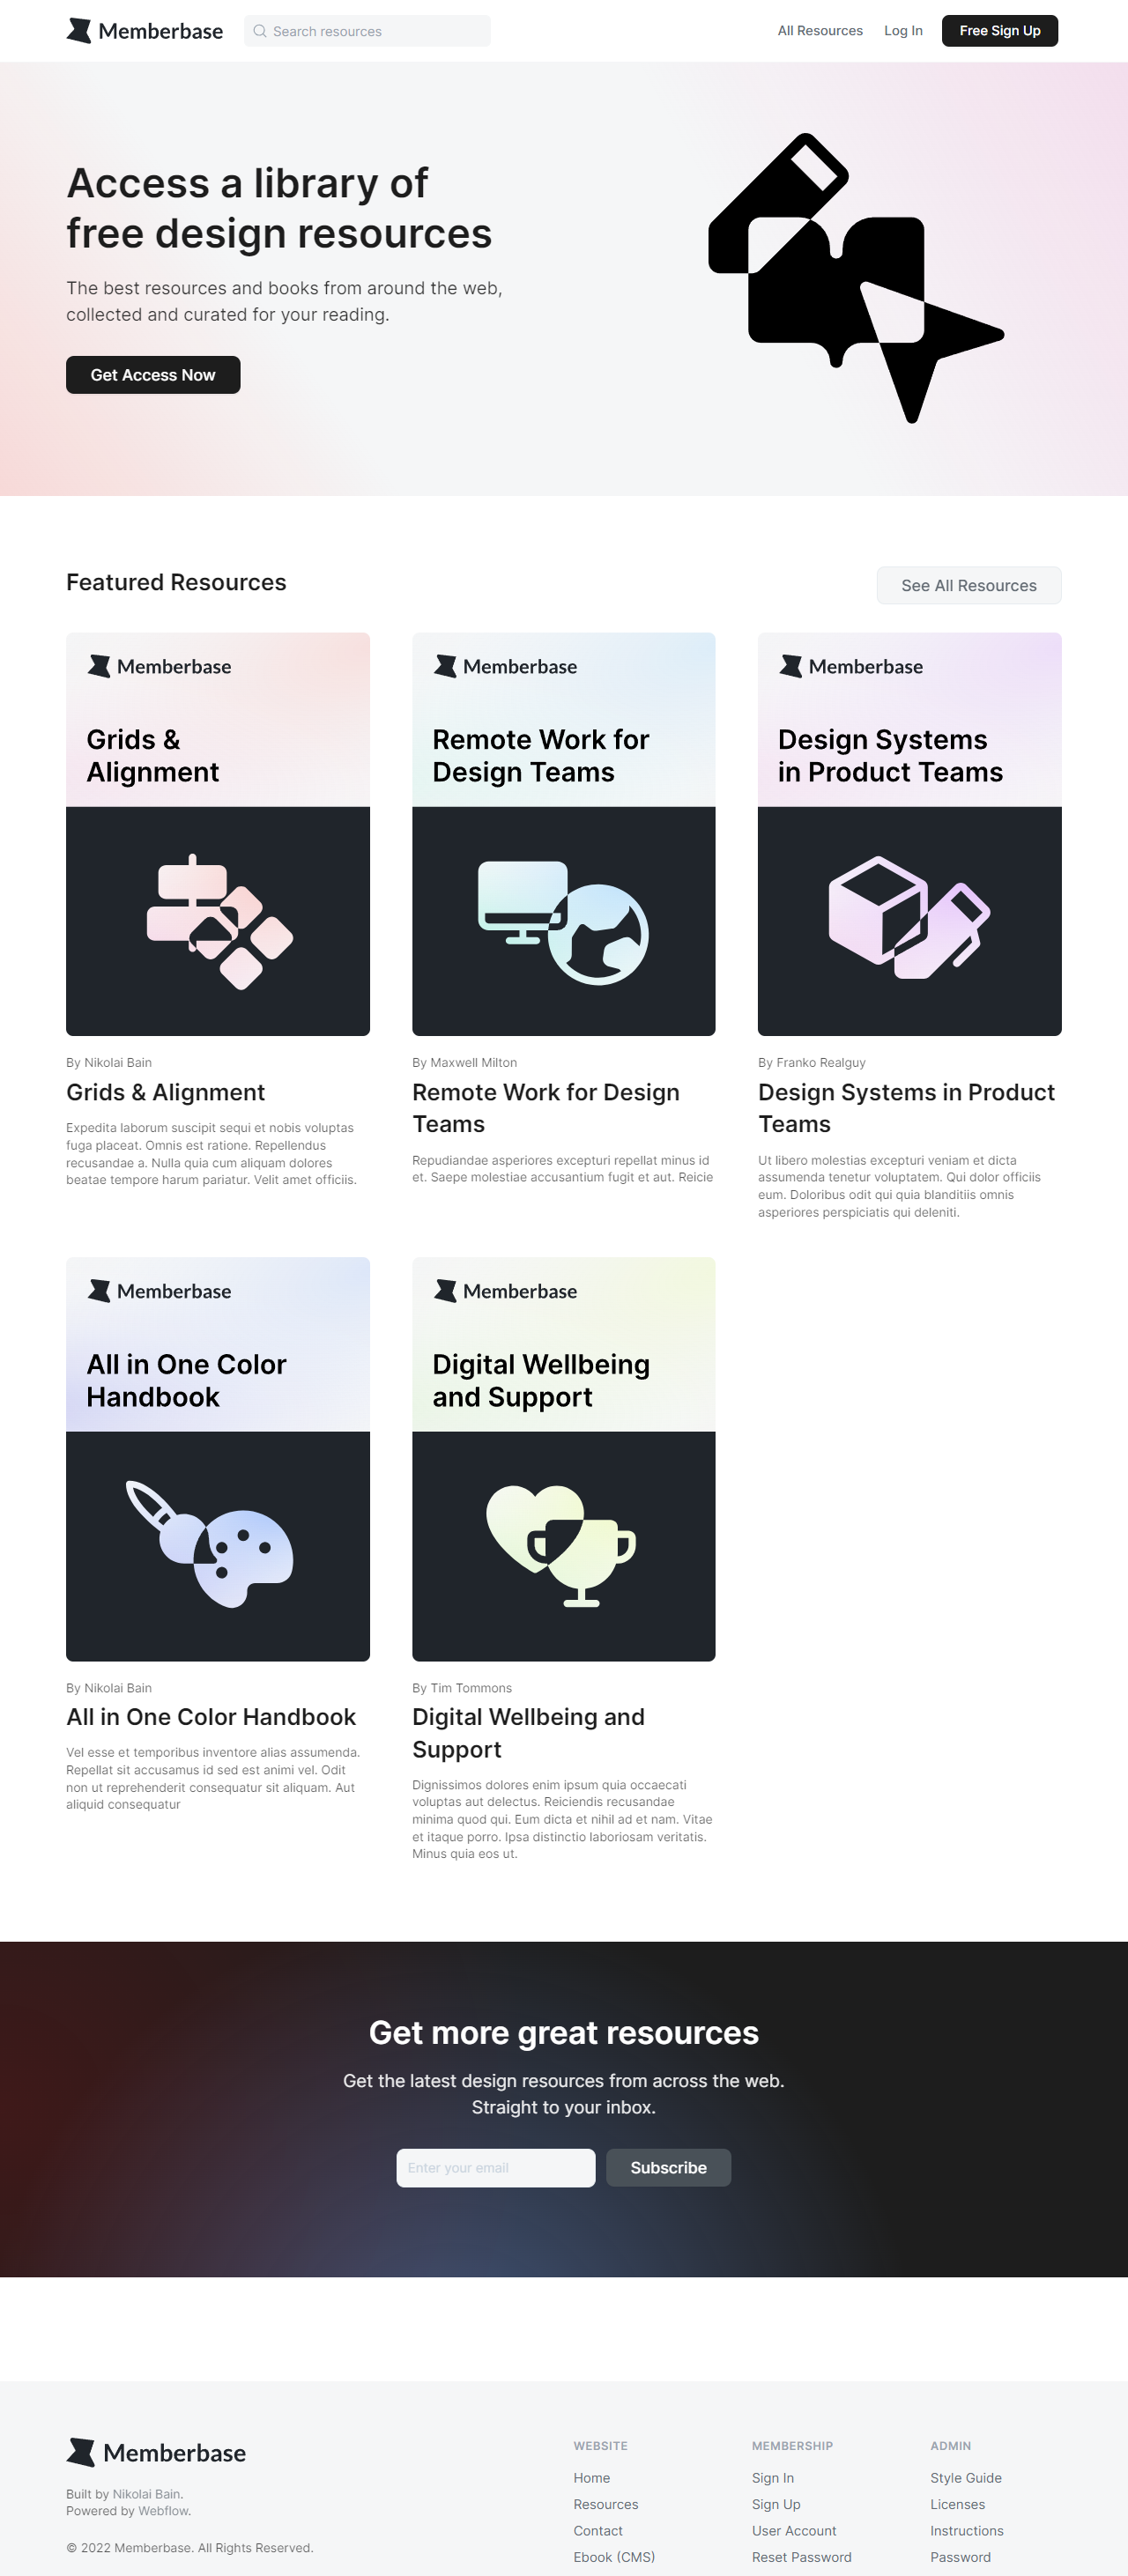 Memberbase
Search resources
All Resources
Log In
Free Sign Up
Access a library of
free design resources
The best resources and books from around the web,
collected and curated for your reading.
Get Access Now
Featured Resources
See All Resources
Memberbase
Grids &
Alignment
By Nikolai Bain
Grids & Alignment
Expedita laborum suscipit sequi et nobis voluptas
fuga placeat. Omnis est ratione. Repellendus
recusandae a. Nulla quia cum aliquam dolores
beatae tempore harum pariatur. Velit amet officiis.
Memberbase
Remote Work for
Design Teams
By Maxwell Milton
Remote Work for Design
Teams
Repudiandae asperiores excepturi repellat minus id
et. Saepe molestiae accusantium fugit et aut. Reicie
Memberbase
Design Systems
in Product Teams
By Franko Realguy
Design Systems in Product
Teams
Ut libero molestias excepturi veniam et dicta
assumenda tenetur voluptatem. Qui dolor officiis
eum. Doloribus odit qui quia blanditiis omnis
asperiores perspiciatis qui deleniti.
Memberbase
All in One Color
Handbook
By Nikolai Bain
All in One Color Handbook
Vel esse et temporibus inventore alias assumenda.
Repellat sit accusamus id sed est animi vel. Odit
non ut reprehenderit consequatur sit aliquam. Aut
aliquid consequatur
Memberbase
Digital Wellbeing
and Support
By Tim Tommons
Digital Wellbeing and
Support
Dignissimos dolores enim ipsum quia occaecati
voluptas aut delectus. Reiciendis recusandae
minima quod qui. Eum dicta et nihil ad et nam. Vitae
et itaque porro. Ipsa distinctio laboriosam veritatis.
Minus quia eos ut.
Get more great resources
Get the latest design resources from across the web.
Straight to your inbox.
Enter your email
Subscribe
Memberbase
Built by Nikolai Bain.
Powered by Webflow.
© 2022 Memberbase. All Rights Reserved.
WEBSITE
Home
Resources
Contact
Ebook (CMS)
MEMBERSHIP
Sign In
Sign Up
User Account
Reset Password
ADMIN
Style Guide
Licenses
Instructions
Password